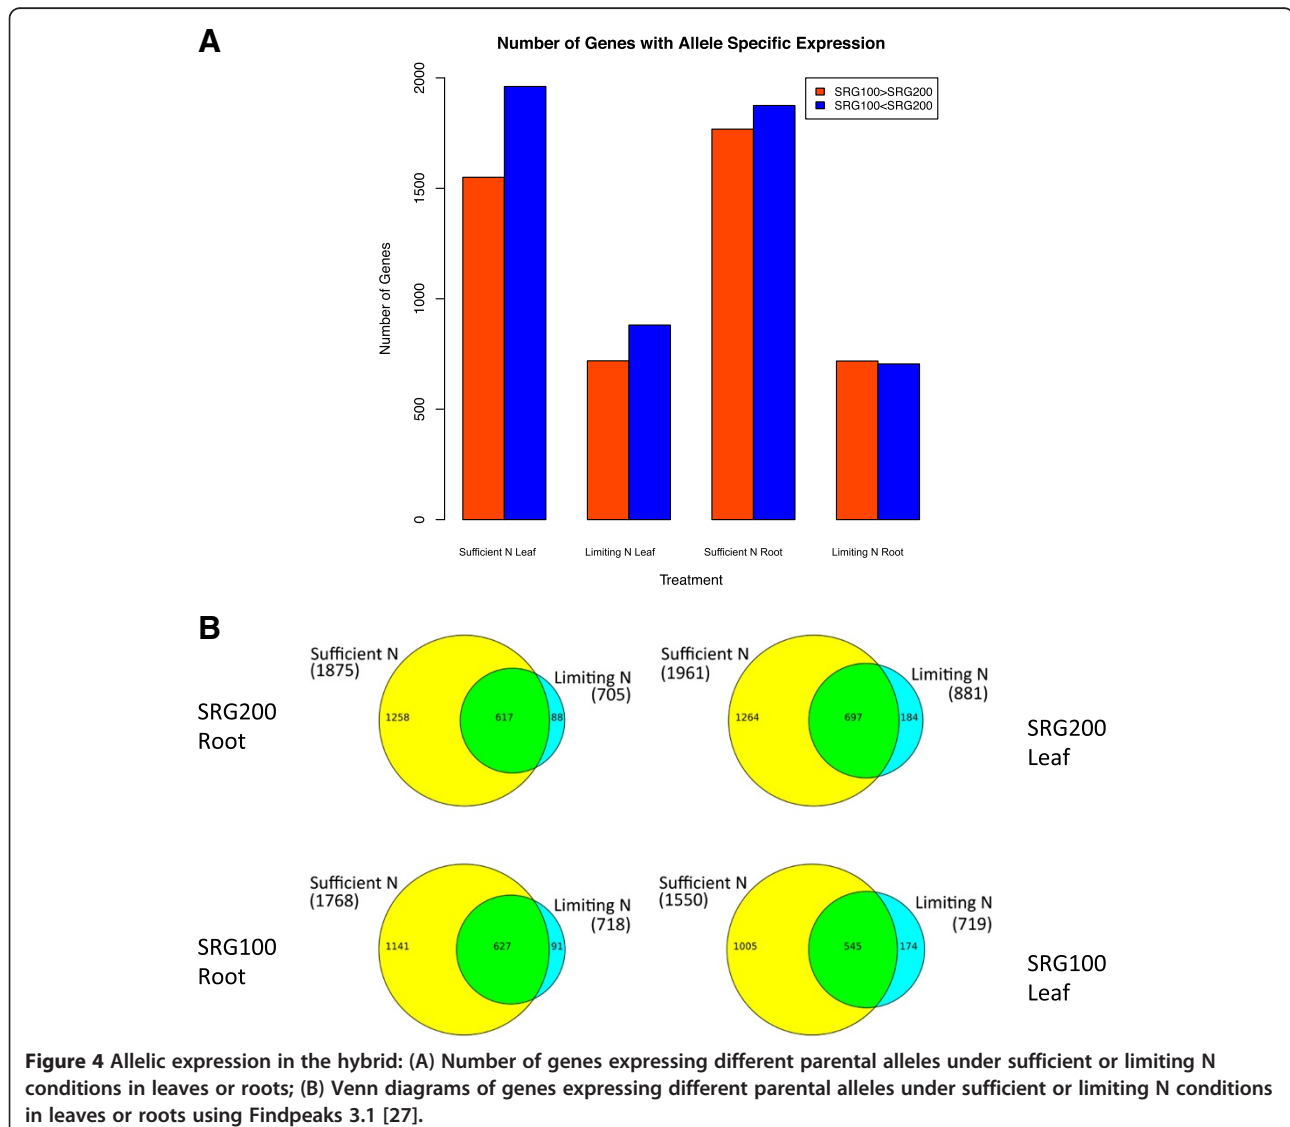 A
Number of Genes with Allele Specific Expression
SRG100>SRG200
SRG100<SRG200
Number of Genes
2000
1500
1000
500
0
Sufficient N Leaf
Limiting N Leaf
Sufficient N Root
Limiting N Root
Treatment
B
SRG200
Root
Sufficient N
(1875)
Limiting N
(705)
1258
617
88
Sufficient N
(1961)
Limiting N
(881)
1264
697
184
SRG200
Leaf
SRG100
Root
Sufficient N
(1768)
Limiting N
(718)
1141
627
91
Sufficient N
(1550)
Limiting N
(719)
1005
545
174
SRG100
Leaf
Figure 4 Allelic expression in the hybrid: (A) Number of genes expressing different parental alleles under sufficient or limiting N
conditions in leaves or roots; (B) Venn diagrams of genes expressing different parental alleles under sufficient or limiting N conditions
in leaves or roots using Findpeaks 3.1 [27].